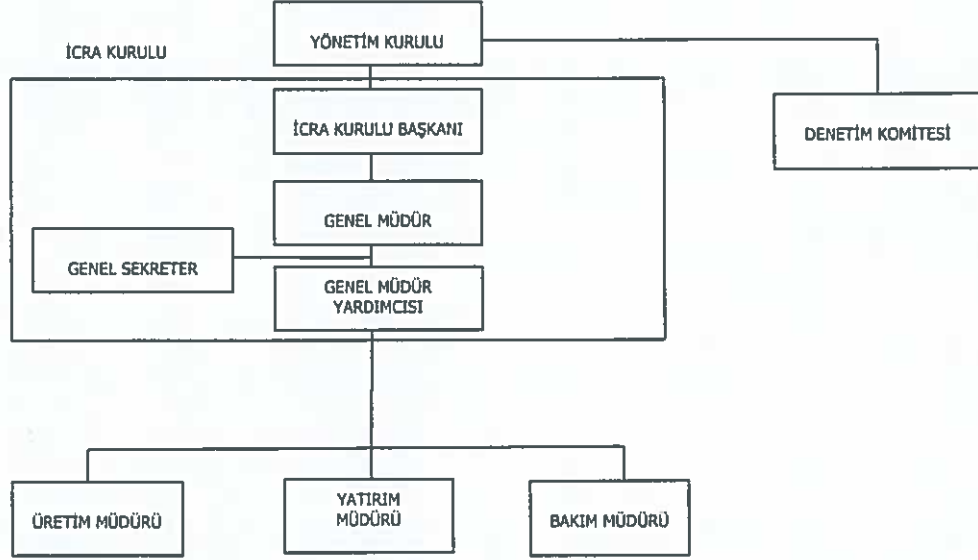 YÖNETİM KURULU
İCRA KURULU
İCRA KURULU BAŞKANI
DENETİM KOMİTESİ
GENEL MÜDÜR
GENEL SEKRETER
GENEL MÜDÜR
YARDIMCISI
ÜRETİM MÜDÜRÜ
YATIRIM
MÜDÜRÜ
BAKIM MÜDÜRÜ